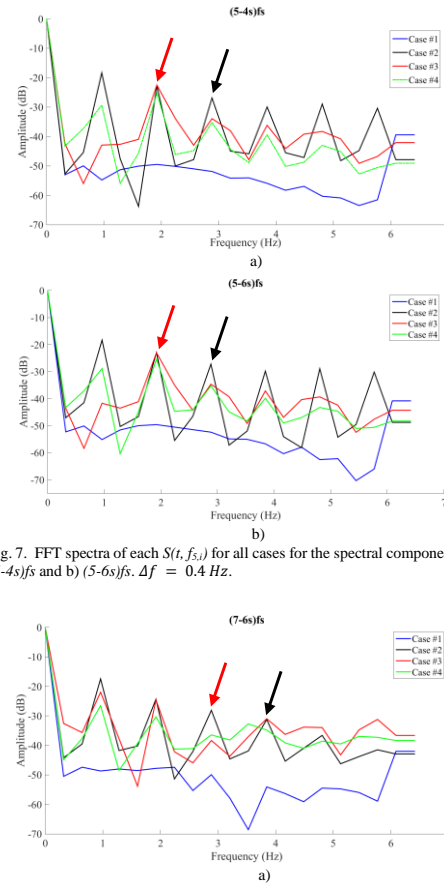 (5-4s)fs
0
-10
-20
-30
-40
-50
-60
-70
Amplitude (dB)
Case #1
Case #2
Case #3
Case #4
0 1 2 3 4 5 6
Frequency (Hz)
a)
(5-6s)fs
0
-10
-20
-30
-40
-50
-60
-70
Amplitude (dB)
Case #1
Case #2
Case #3
Case #4
0 1 2 3 4 5 6 7
Frequency (Hz)
b)
g. 7. FFT spectra of each S(t, f5,i) for all cases for the spectral compone
-4s)fs and b) (5-6s)fs. Δf = 0.4 Hz.
(7-6s)fs
0
-10
-20
-30
-40
-50
-60
-70
Amplitude (dB)
Case #1
Case #2
Case #3
Case #4
0 1 2 3 4 5 6
Frequency (Hz)
a)